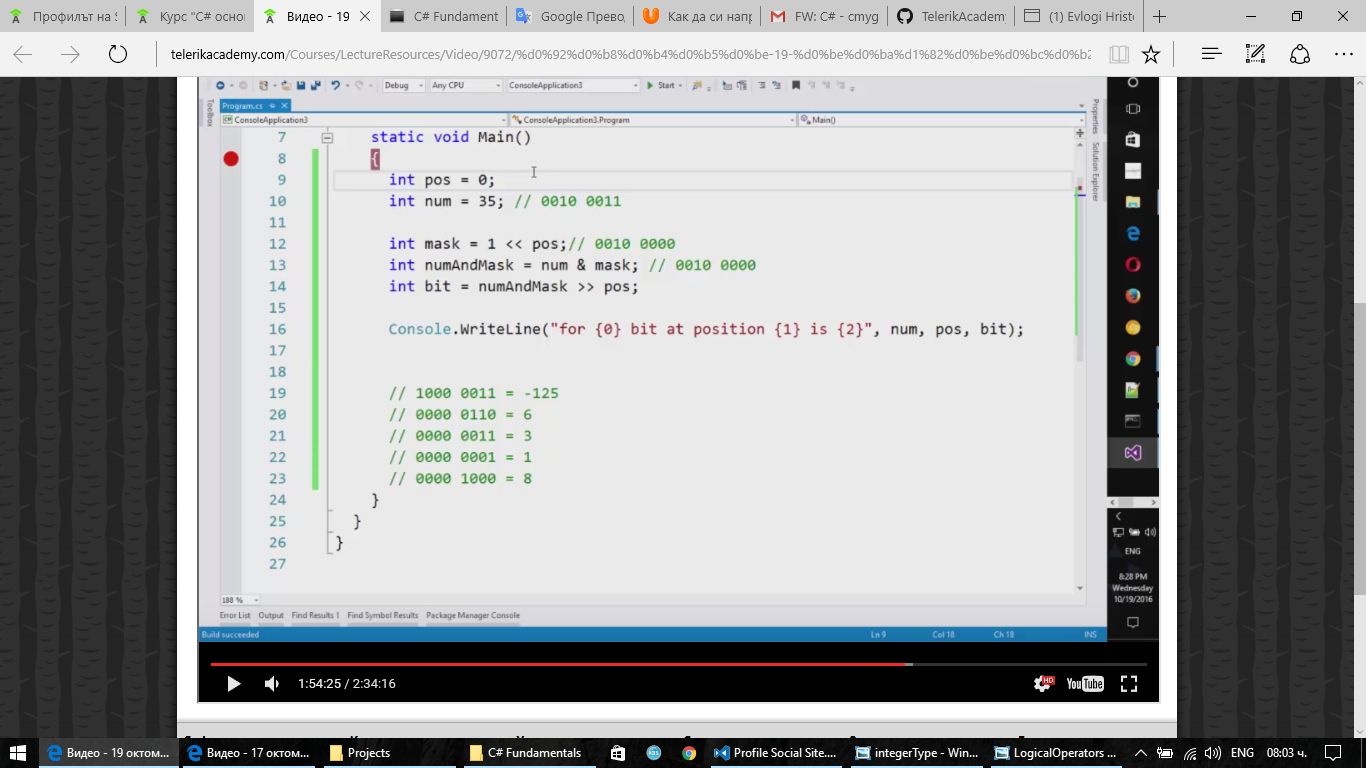 Профилът на S
Курс "C# осно
Видео - 19
C# Fundament
Google Прево,
Как да си напр
FW: C# - cmyg
TelerikAcademy
(1) Evlogi Hristo
telerikacademy.com/Courses/LectureResources/Video/9072/%d0%92%d0%b8%d0%b4%d0%b5%d0%be-19-%d0%be%d0%ba%d1%82%d0%be%d0%bc%d0%b2
Debug Any CPU ConsoleApplication3 Start
Toolbox
Program.cs
ConsoleApplication3 ConsoleApplication3.Program Main()
Properties
Solution Explorer
7 static void Main()
8 {
9 int pos = 0;
10 int num = 35; // 0010 0011
11
12 int mask = 1 << pos;// 0010 0000
13 int numAndMask = num & mask; // 0010 0000
14 int bit = numAndMask >> pos;
15
16 Console.WriteLine("for {0} bit at position {1} is {2}", num, pos, bit);
17
18
19 // 1000 0011 = -125
20 // 0000 0110 = 6
21 // 0000 0011 = 3
22 // 0000 0001 = 1
23 // 0000 1000 = 8
24 }
25 }
26 }
27
188 %
Error List Output Find Results 1 Find Symbol Results Package Manager Console
Build succeeded Ln 9 Col 18 Ch 18 INS
ENG
8:28 PM
Wednesday
10/19/2016
1:54:25 / 2:34:16
HD
YouTube
Видео - 19 октом...
Видео - 17 октом...
Projects
C# Fundamentals
Profile Social Site....
integerType - Win...
LogicalOperators ...
ENG
08:03 ч.